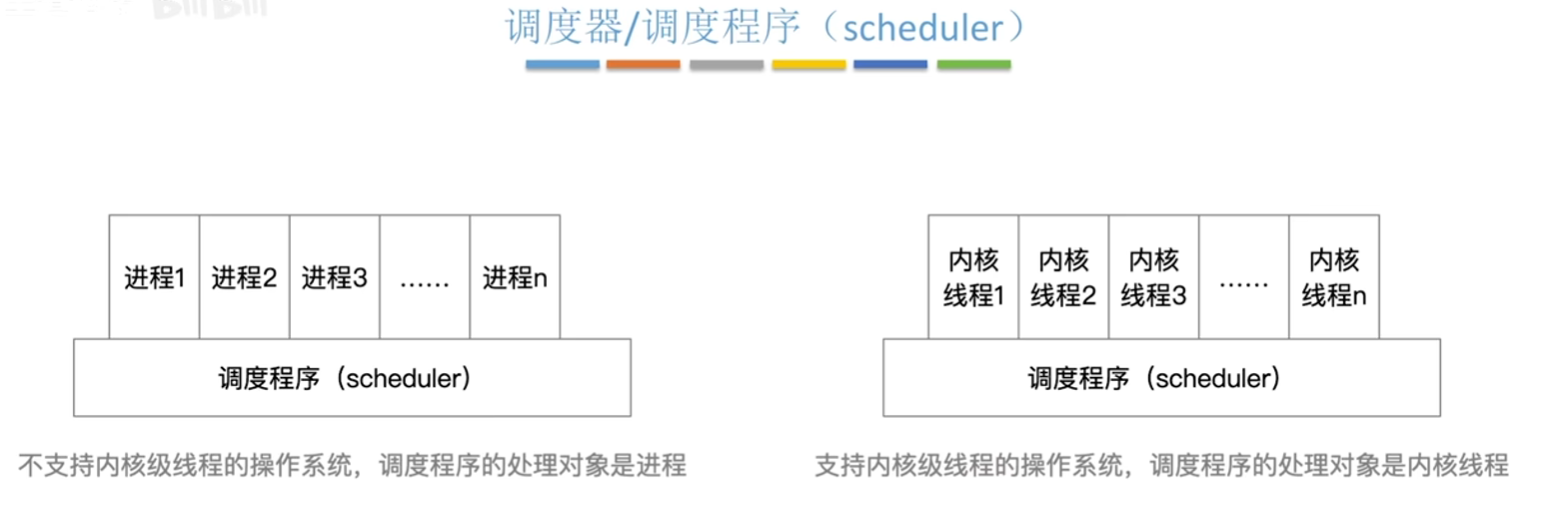 调度器/调度程序（scheduler）
进程1
进程2
进程3
……
进程n
调度程序（scheduler）
不支持内核级线程的操作系统，调度程序的处理对象是进程
内核
线程1
内核
线程2
内核
线程3
……
内核
线程n
调度程序（scheduler）
支持内核级线程的操作系统，调度程序的处理对象是内核线程